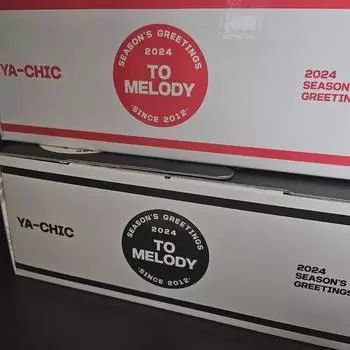 YA-CHIC
SEASON'S GREETINGS
2024
TO
MELODY
·SINCE 2012·
2024
SEASON'S
GREETIN
YA-CHIC
SEASON'S GREETINGS
2024
TO
MELODY
·SINCE 2012·
2024
SEASON'S
GREETINGS